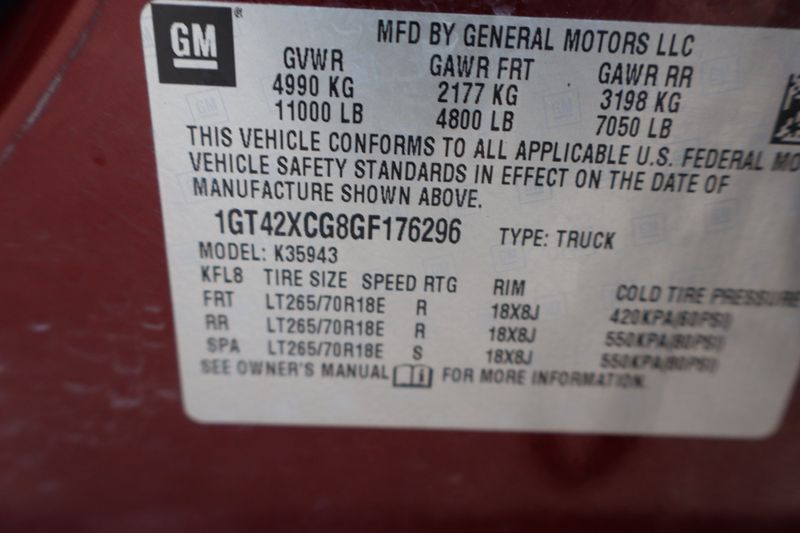 GM ®
MFD BY GENERAL MOTORS LLC
GVWR GAWR FRT GAWR RR
4990 KG 2177 KG 3198 KG
11000 LB 4800 LB 7050 LB
THIS VEHICLE CONFORMS TO ALL APPLICABLE U.S. FEDERAL MO
VEHICLE SAFETY STANDARDS IN EFFECT ON THE DATE OF
MANUFACTURE SHOWN ABOVE.
1GT42XCG8GF176296 TYPE: TRUCK
MODEL: K35943
KFL8 TIRE SIZE SPEED RTG RIM COLD TIRE PRESSURE
FRT LT265/70R18E R 18X8J 420KPA(60PSI)
RR LT265/70R18E R 18X8J 550KPA(80PSI)
SPA LT265/70R18E S 18X8J 550KPA(80PSI)
SEE OWNER'S MANUAL FOR MORE INFORMATION.